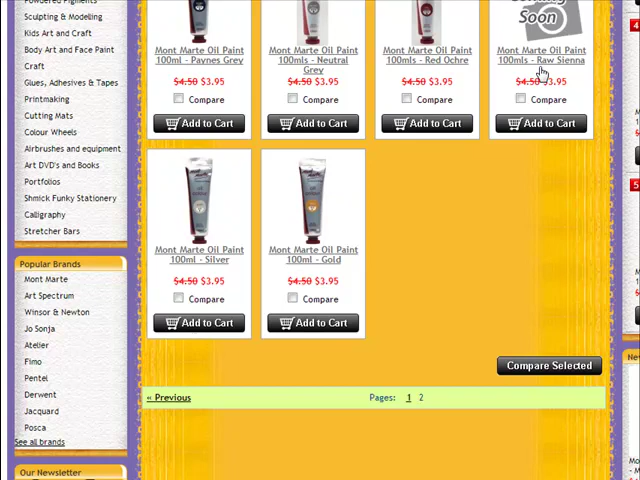 Powdered Pigments
Sculpting & Modelling
Kids Art and Craft
Body Art and Face Paint
Craft
Glues, Adhesives & Tapes
Printmaking
Cutting Mats
Colour Wheels
Airbrushes and equipment
Art DVD's and Books
Portfolios
Shmick Funky Stationery
Calligraphy
Stretcher Bars
Popular Brands
Mont Marte
Art Spectrum
Winsor & Newton
Jo Sonja
Atelier
Fimo
Pentel
Derwent
Jacquard
Posca
See all brands
Our Newsletter
Mont Marte Oil Paint
100ml - Paynes Grey
$4.50 $3.95
Compare
Add to Cart
Mont Marte Oil Paint
100mls - Neutral
Grey
$4.50 $3.95
Compare
Add to Cart
Mont Marte Oil Paint
100mls - Red Ochre
$4.50 $3.95
Compare
Add to Cart
Coming
Soon
Mont Marte Oil Paint
100mls - Raw Sienna
$4.50 $3.95
Compare
Add to Cart
Mont Marte Oil Paint
100ml - Silver
$4.50 $3.95
Compare
Add to Cart
Mont Marte Oil Paint
100ml - Gold
$4.50 $3.95
Compare
Add to Cart
Compare Selected
« Previous
Pages: 1 2
4
5
Nev